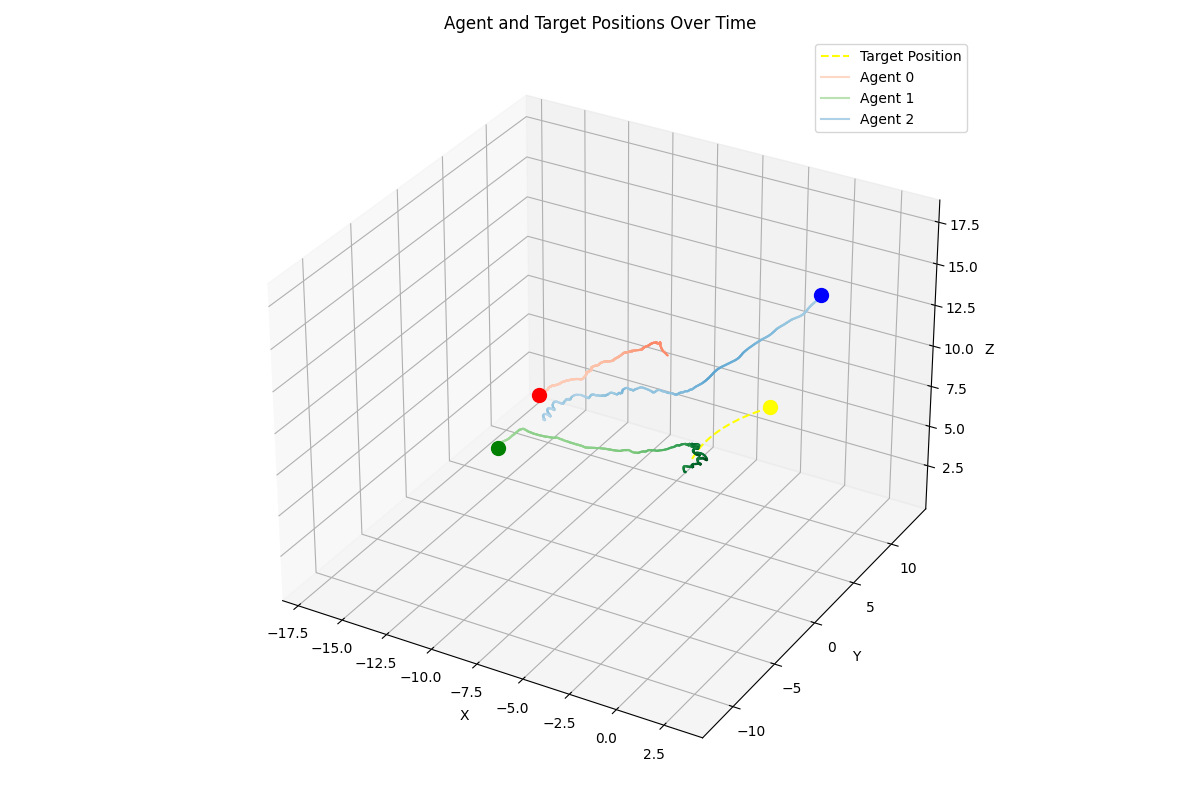 Agent and Target Positions Over Time
Target Position
Agent 0
Agent 1
Agent 2
17.5
15.0
12.5
10.0
7.5
5.0
2.5
Z
10
5
0
−5
−10
Y
−17.5
−15.0
−12.5
−10.0
−7.5
−5.0
−2.5
0.0
2.5
X